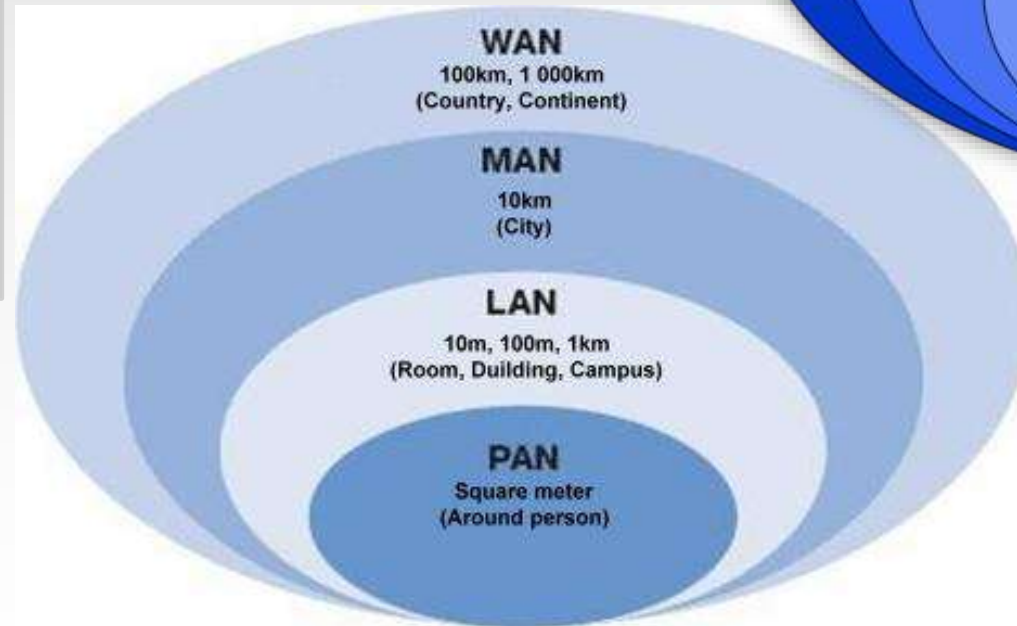 WAN
100km, 1 000km
(Country, Continent)
MAN
10km
(City)
LAN
10m, 100m, 1km
(Room, Duilding, Campus)
PAN
Square meter
(Around person)